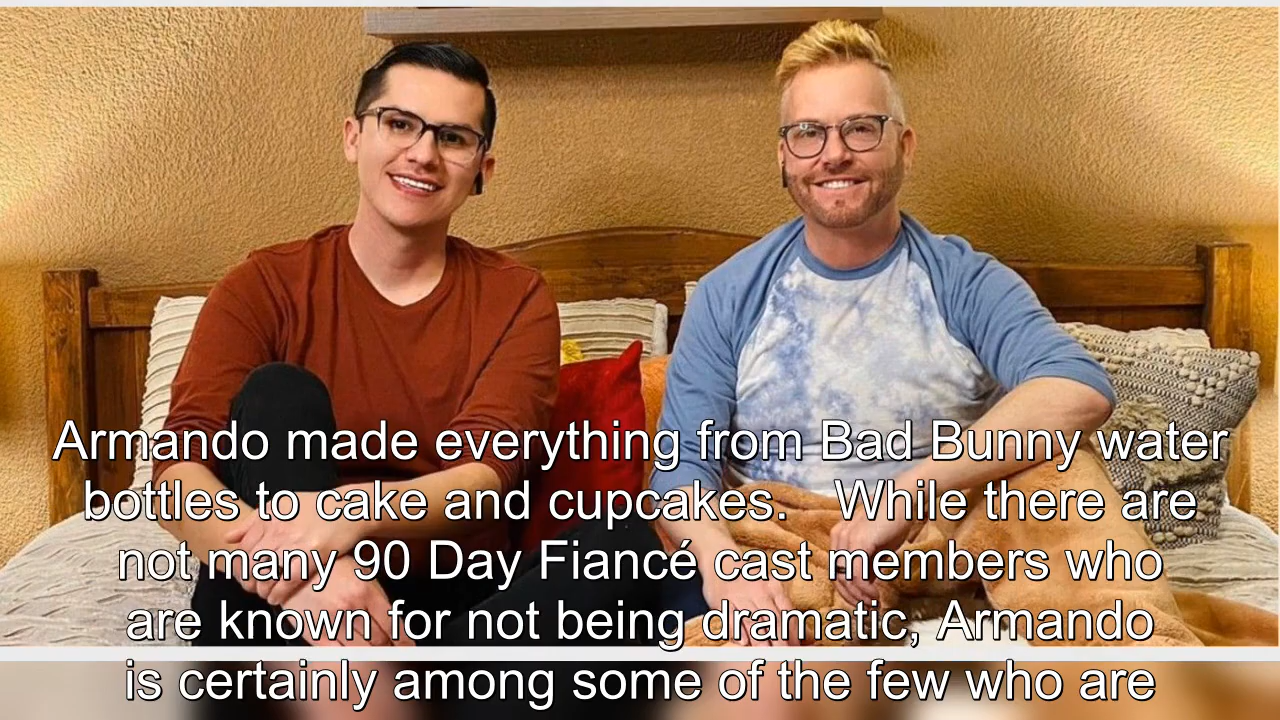 Armando made everything from Bad Bunny water
bottles to cake and cupcakes.   While there are
not many 90 Day Fiancé cast members who
are known for not being dramatic, Armando
is certainly among some of the few who are